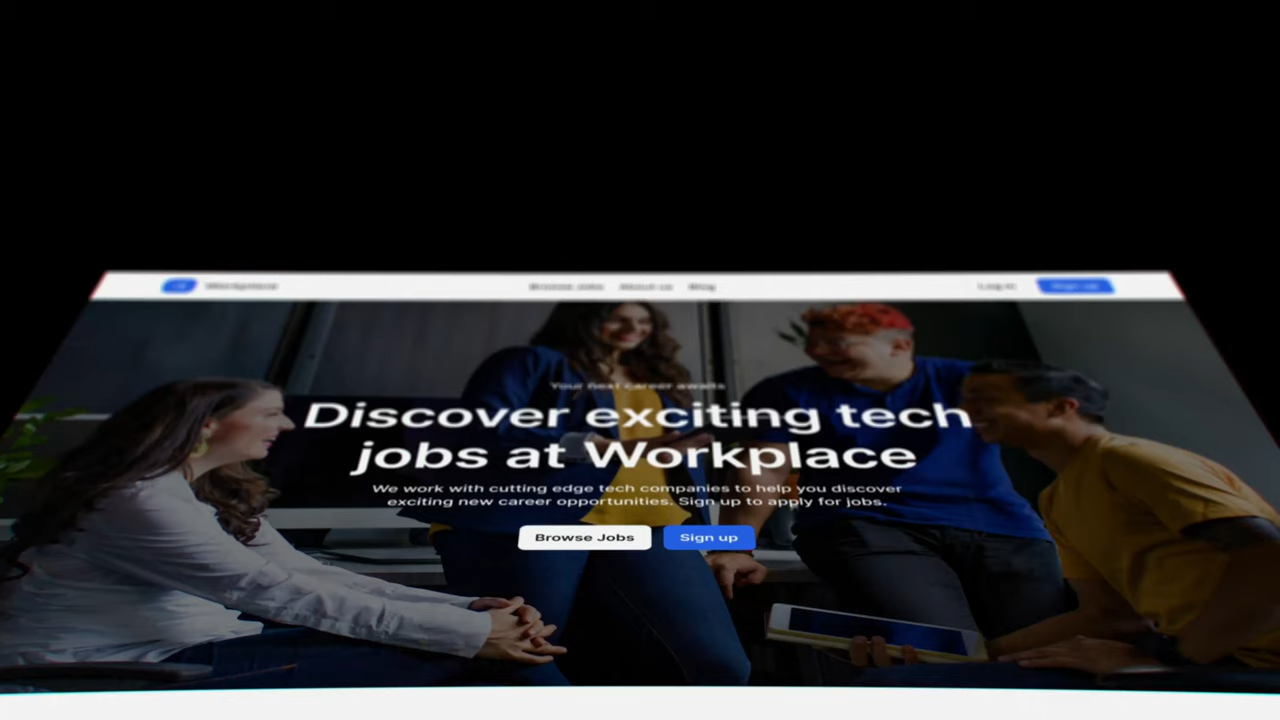 Workplace
Browse Jobs About us Blog
Log in
Sign up
Your next career awaits
Discover exciting tech
jobs at Workplace
We work with cutting edge tech companies to help you discover
exciting new career opportunities. Sign up to apply for jobs.
Browse Jobs
Sign up